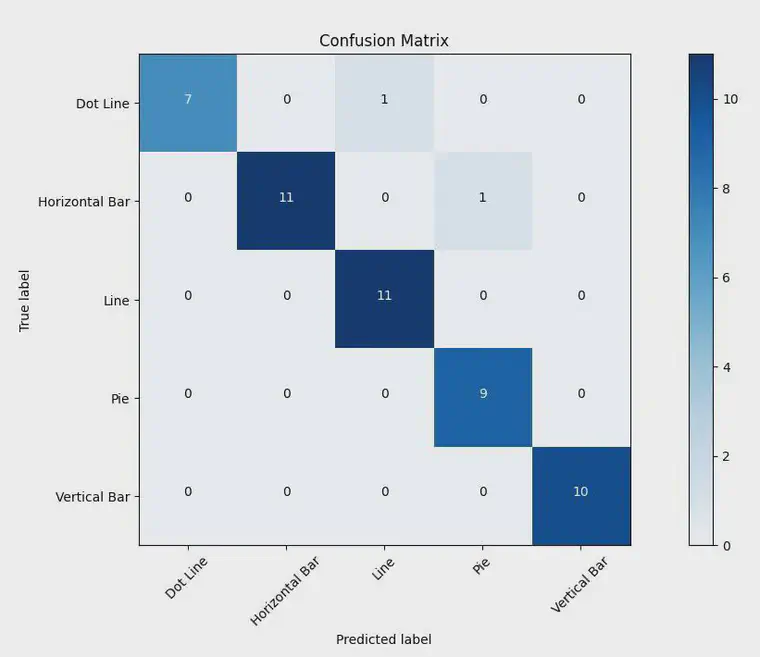 Confusion Matrix
Dot Line 7 0 1 0 0
Horizontal Bar 0 11 0 1 0
Line 0 0 11 0 0
Pie 0 0 0 9 0
Vertical Bar 0 0 0 0 10
True label
Dot Line Horizontal Bar Line Pie Vertical Bar
Predicted label
10
8
6
4
2
0